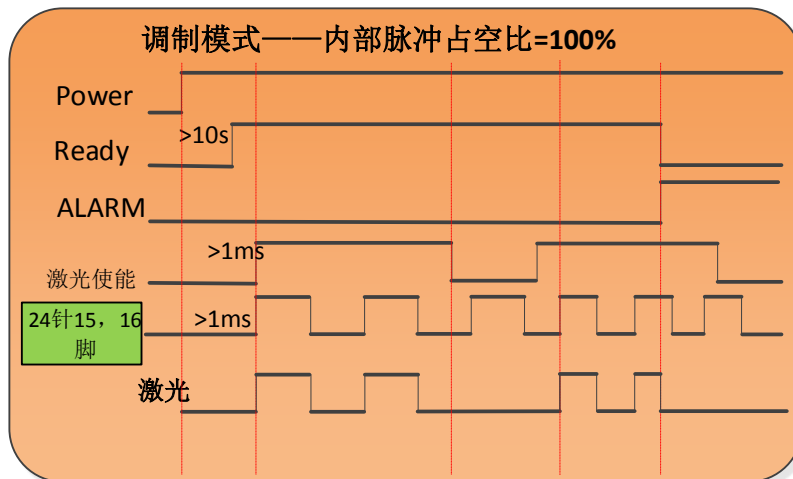 调制模式——内部脉冲占空比=100%
Power
>10s
Ready
ALARM
>1ms
激光使能
24针15，16
脚
>1ms
激光